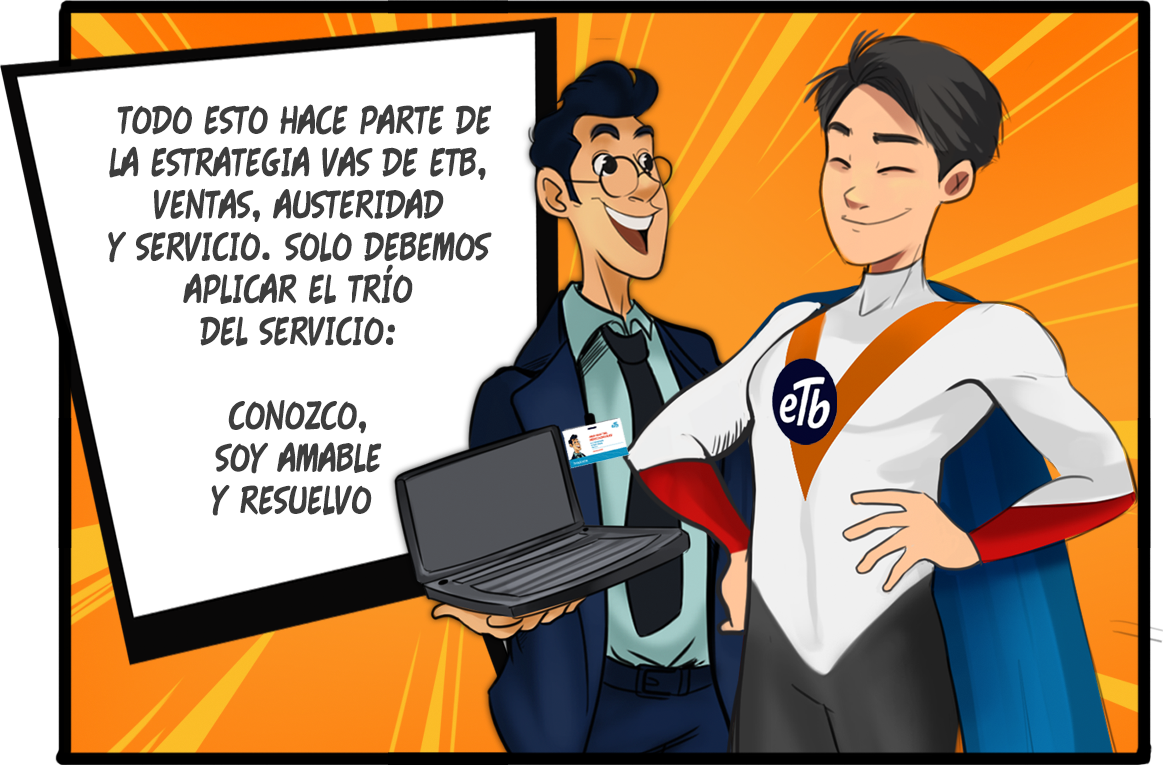 TODO ESTO HACE PARTE DE
LA ESTRATEGIA VAS DE ETB,
VENTAS, AUSTERIDAD
Y SERVICIO. SOLO DEBEMOS
APLICAR EL TRÍO
DEL SERVICIO:
CONOZCO,
SOY AMABLE
Y RESUELVO
eTb